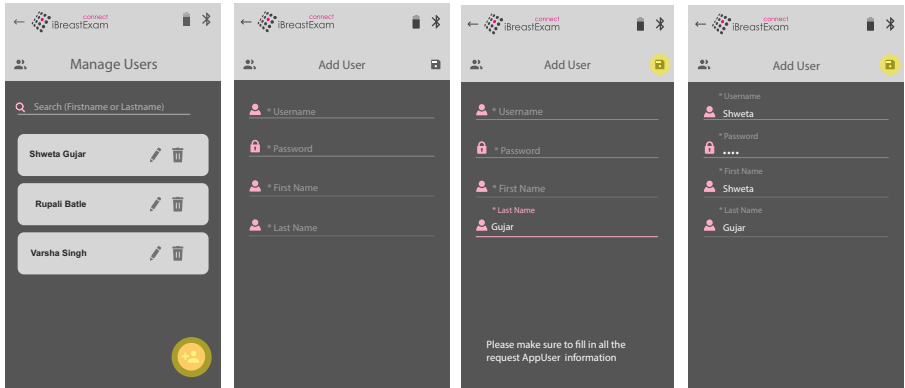 connect
iBreastExam
Manage Users
Search (Firstname or Lastname)
Shweta Gujar
Rupali Batle
Varsha Singh
connect
iBreastExam
Add User
* Username
* Password
* First Name
* Last Name
connect
iBreastExam
Add User
* Username
* Password
* First Name
* Last Name
Gujar
Please make sure to fill in all the
request AppUser information
connect
iBreastExam
Add User
* Username
Shweta
* Password
....
* First Name
Shweta
* Last Name
Gujar